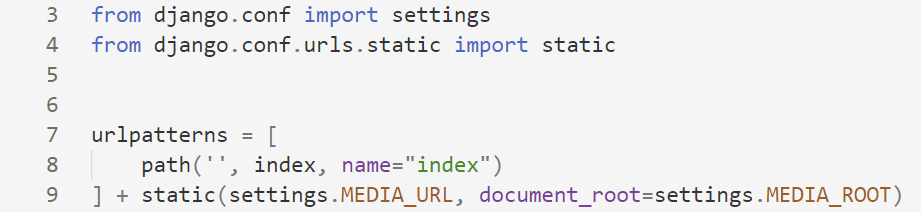 3 from django.conf import settings
4 from django.conf.urls.static import static
5
6
7 urlpatterns = [
8     path('', index, name="index")
9 ] + static(settings.MEDIA_URL, document_root=settings.MEDIA_ROOT)